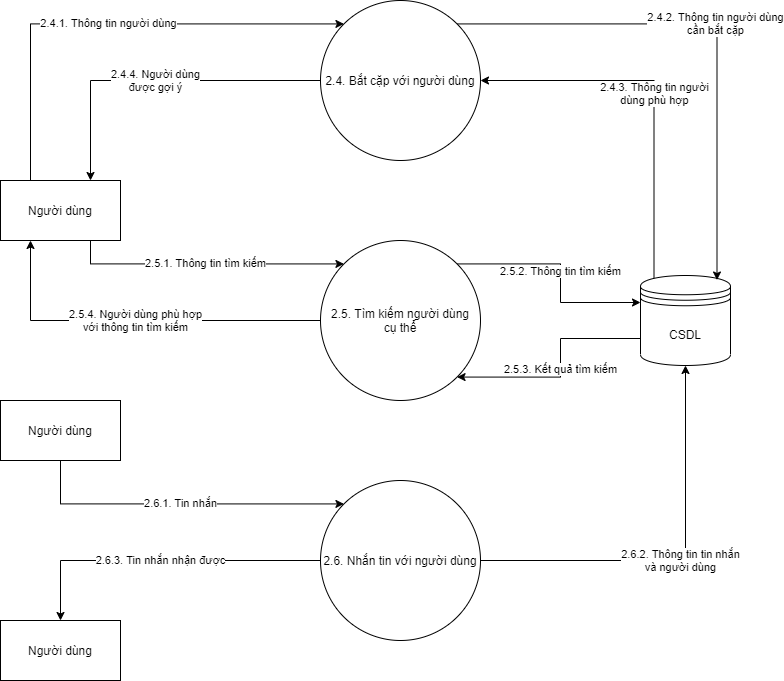 2.4.1. Thông tin người dùng
2.4.2. Thông tin người dùng
cần bắt cặp
2.4.4. Người dùng
được gợi ý
2.4. Bắt cặp với người dùng
2.4.3. Thông tin người
dùng phù hợp
Người dùng
2.5.1. Thông tin tìm kiếm
2.5.2. Thông tin tìm kiếm
2.5.4. Người dùng phù hợp
với thông tin tìm kiếm
2.5. Tìm kiếm người dùng
cụ thể
CSDL
2.5.3. Kết quả tìm kiếm
Người dùng
2.6.1. Tin nhắn
2.6.3. Tin nhắn nhận được
2.6. Nhắn tin với người dùng
2.6.2. Thông tin tin nhắn
và người dùng
Người dùng